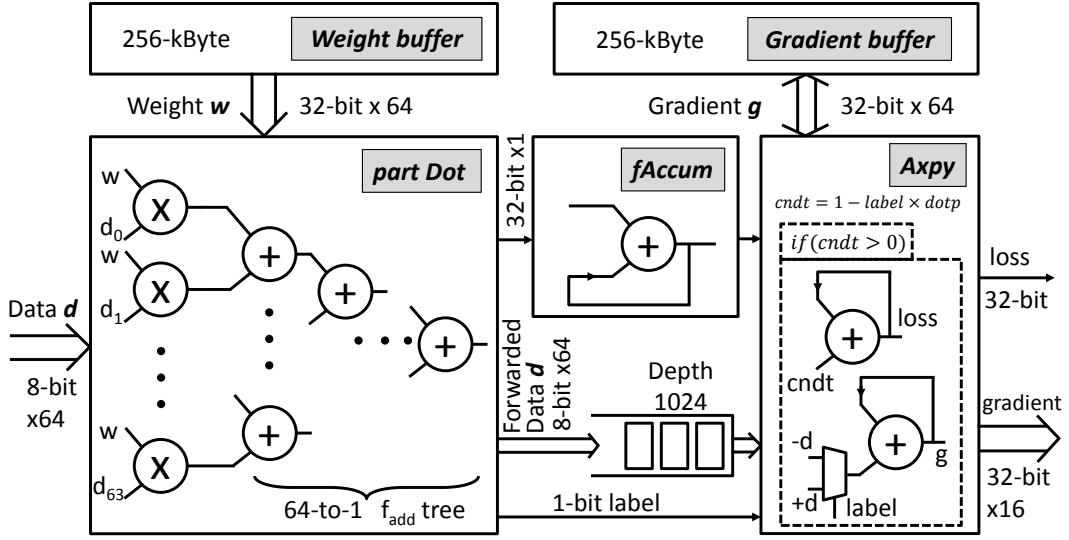 256-kByte Weight buffer
256-kByte Gradient buffer
Weight w 32-bit x 64
Gradient g 32-bit x 64
part Dot
32-bit x1
fAccum
Axpy
cndt = 1 − label × dotp
if(cndt > 0)
w
X
d0
+
w
X
d1
+
+
+
loss
cndt
loss
32-bit
Data d
8-bit
x64
w
X
d63
+
64-to-1 fadd tree
Forwarded
Data d
8-bit x64
Depth
1024
+
+
-d
+d
g
label
1-bit label
gradient
32-bit
x16